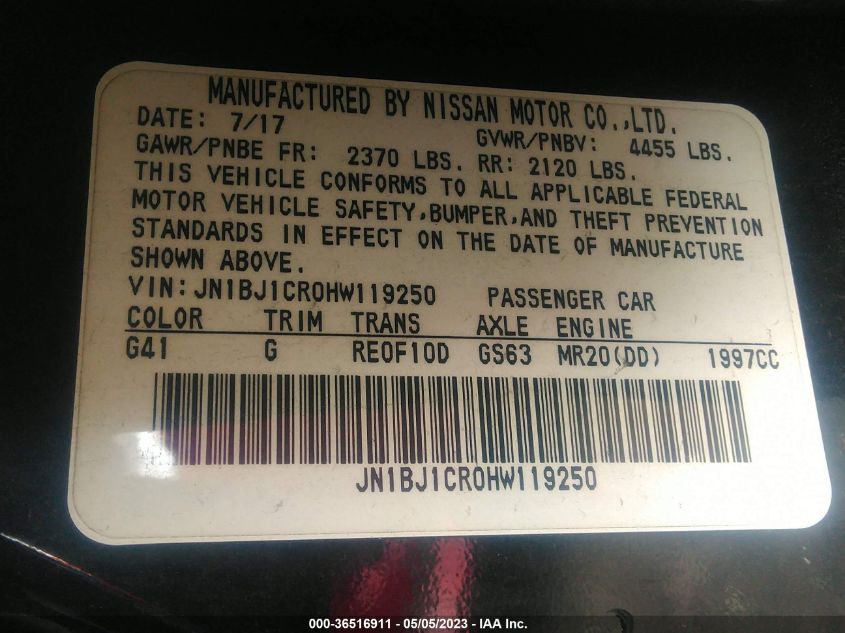 MANUFACTURED BY NISSAN MOTOR CO.,LTD.
DATE: 7/17 GVWR/PNBV: 4455 LBS.
GAWR/PNBE FR: 2370 LBS. RR: 2120 LBS.
THIS VEHICLE CONFORMS TO ALL APPLICABLE FEDERAL
MOTOR VEHICLE SAFETY,BUMPER,AND THEFT PREVENTION
STANDARDS IN EFFECT ON THE DATE OF MANUFACTURE
SHOWN ABOVE.
VIN:JN1BJ1CR0HW119250 PASSENGER CAR
COLOR TRIM TRANS AXLE ENGINE
G41 G RE0F10D GS63 MR20(DD) 1997CC
JN1BJ1CR0HW119250
000-36516911 - 05/05/2023 - IAA Inc.